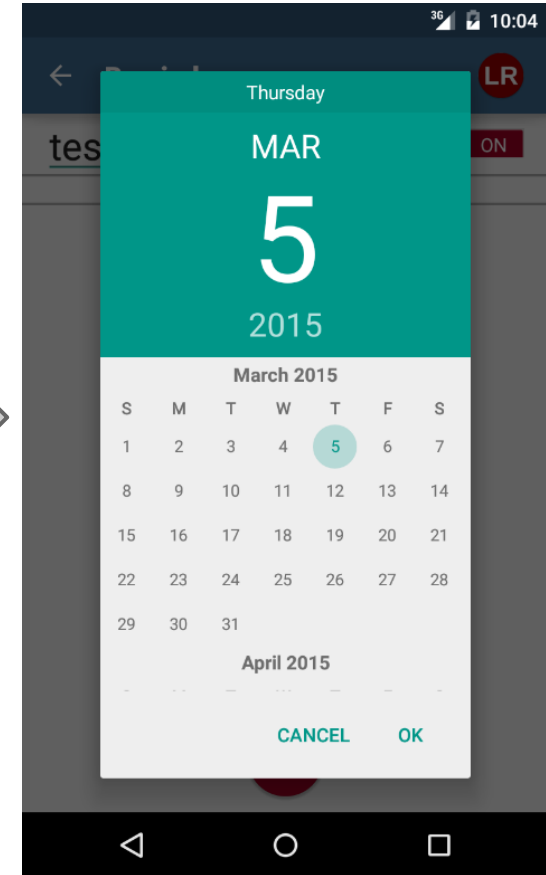 3G 10:04
LR
tes
ON
Thursday
MAR
5
2015
March 2015
S M T W T F S
1 2 3 4 5 6 7
8 9 10 11 12 13 14
15 16 17 18 19 20 21
22 23 24 25 26 27 28
29 30 31
April 2015
CANCEL OK